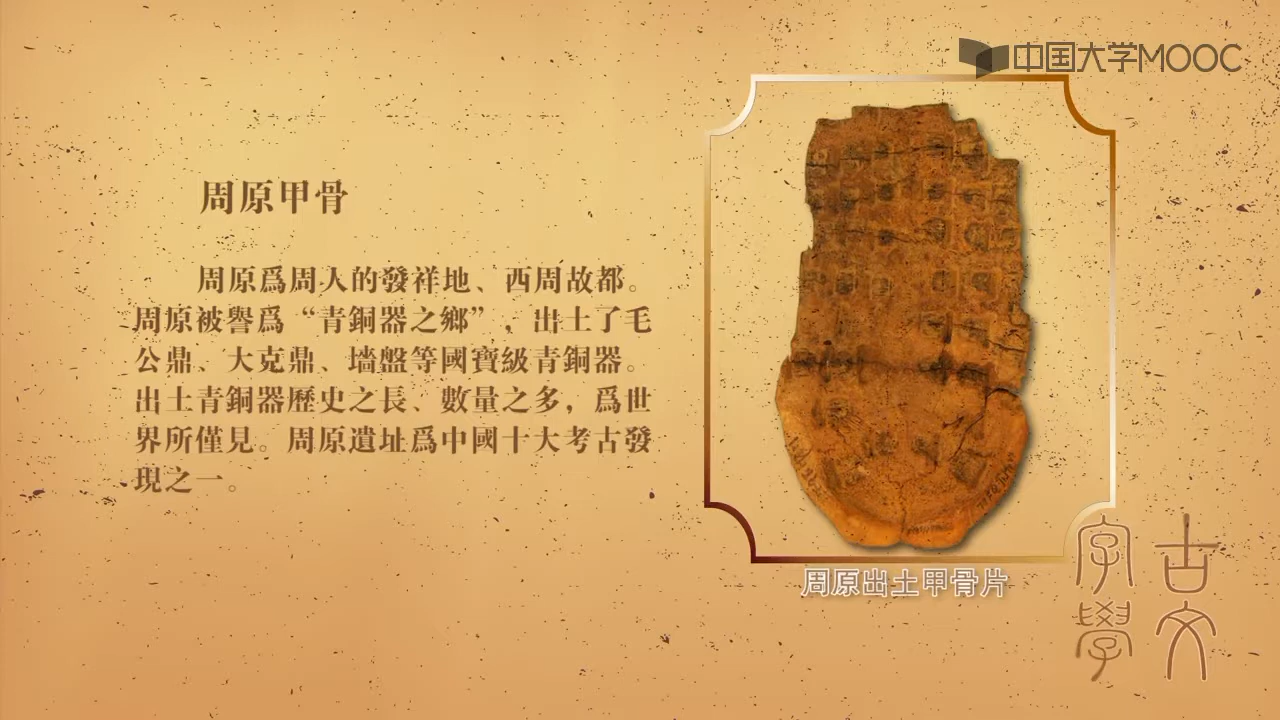 中国大学MOOC
周原甲骨
周原爲周人的發祥地、西周故都。
周原被譽爲“青銅器之鄉”，出土了毛
公鼎、大克鼎、墙盤等國寶級青銅器。
出土青銅器歷史之長、數量之多，爲世
界所僅見。周原遺址爲中國十大考古發
現之一。
周原出土甲骨片
古文
字學